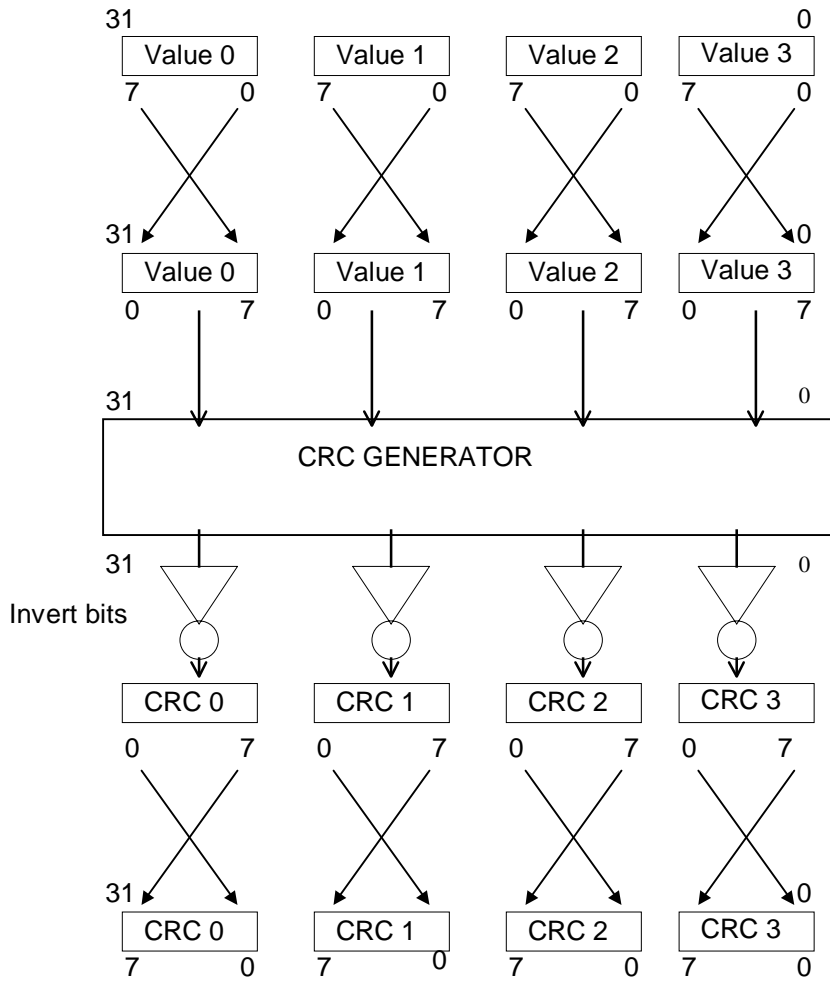 31 0
Value 0 Value 1 Value 2 Value 3
7 0 7 0 7 0 7 0
31 0
Value 0 Value 1 Value 2 Value 3
0 7 0 7 0 7 0 7
31 0
CRC GENERATOR
31 0
Invert bits
CRC 0 CRC 1 CRC 2 CRC 3
0 7 0 7 0 7 0 7
31 0
CRC 0 CRC 1 CRC 2 CRC 3
7 0 7 0 7 0 7 0